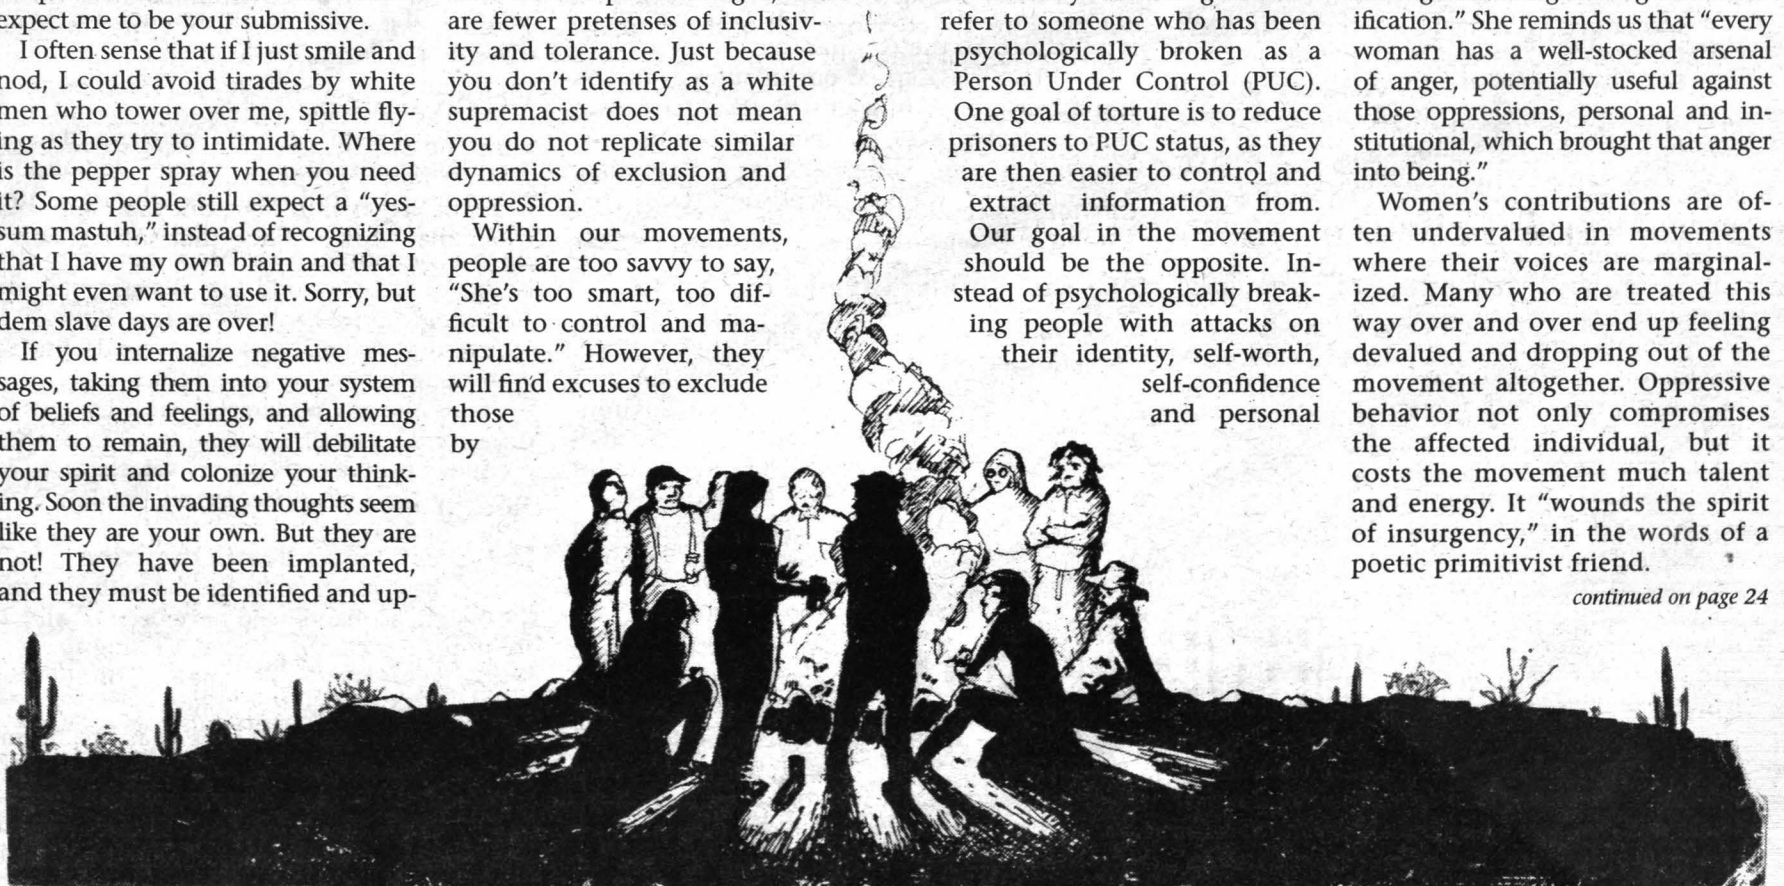 expect me to be your submissive.
I often sense that if I just smile and
nod, I could avoid tirades by white
men who tower over me, spittle fly-
ing as they try to intimidate. Where
is the pepper spray when you need
it? Some people still expect a “yes-
sum mastuh,” instead of recognizing
that I have my own brain and that I
might even want to use it. Sorry, but
dem slave days are over!
If you internalize negative mes-
sages, taking them into your system
of beliefs and feelings, and allowing
them to remain, they will debilitate
your spirit and colonize your think-
ing. Soon the invading thoughts seem
like they are your own. But they are
not! They have been implanted,
and they must be identified and up-
are fewer pretenses of inclusiv-
ity and tolerance. Just because
you don’t identify as a white
supremacist does not mean
you do not replicate similar
dynamics of exclusion and
oppression.
Within our movements,
people are too savvy to say,
“She’s too smart, too dif-
ficult to control and ma-
nipulate.” However, they
will find excuses to exclude
those
by
refer to someone who has been
psychologically broken as a
Person Under Control (PUC).
One goal of torture is to reduce
prisoners to PUC status, as they
are then easier to control and
extract information from.
Our goal in the movement
should be the opposite. In-
stead of psychologically break-
ing people with attacks on
their identity, self-worth,
self-confidence
and personal
ification.” She reminds us that “every
woman has a well-stocked arsenal
of anger, potentially useful against
those oppressions, personal and in-
stitutional, which brought that anger
into being.”
Women’s contributions are of-
ten undervalued in movements
where their voices are marginal-
ized. Many who are treated this
way over and over end up feeling
devalued and dropping out of the
movement altogether. Oppressive
behavior not only compromises
the affected individual, but it
costs the movement much talent
and energy. It “wounds the spirit
of insurgency,” in the words of a
poetic primitivist friend.
continued on page 24